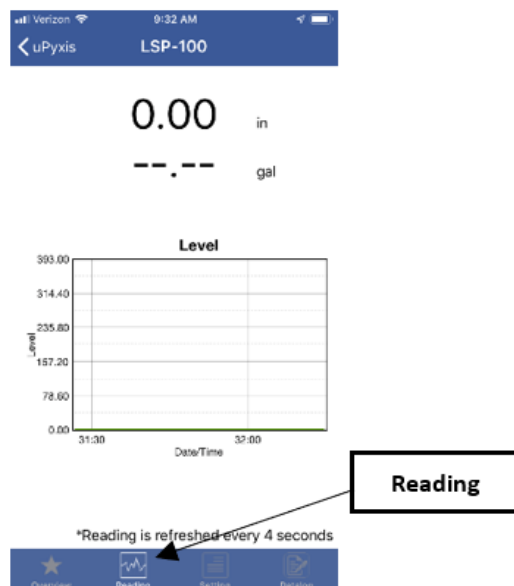 Verizon 9:32 AM
uPyxis LSP-100
0.00 in
--.-- gal
Level
393.00
314.40
235.80
157.20
78.60
0.00
Level
31:30 32:00
Date/Time
Reading
*Reading is refreshed every 4 seconds
Overview Reading Setting